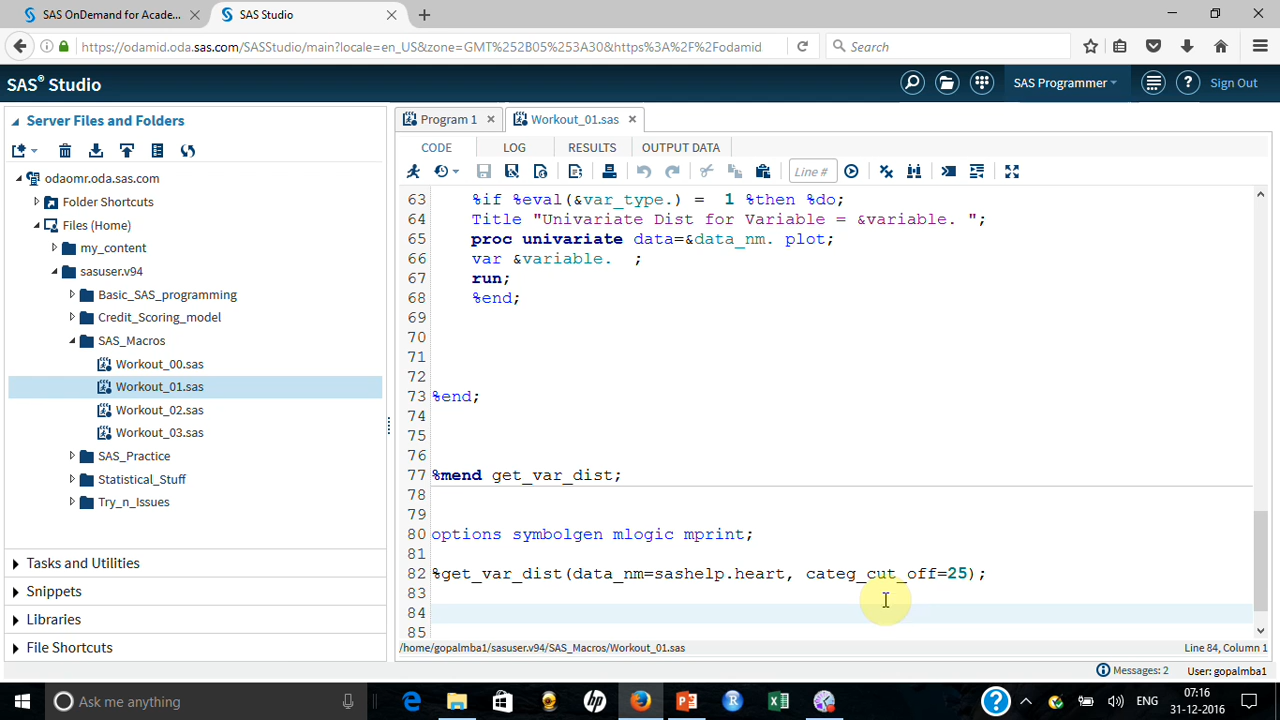 SAS OnDemand for Acade...
SAS Studio
https://odamid.oda.sas.com/SASStudio/main?locale=en_US&zone=GMT%252B05%253A30&https%3A%2F%2Fodamid
Search
SAS® Studio
SAS Programmer
Sign Out
Server Files and Folders
odaomr.oda.sas.com
Folder Shortcuts
Files (Home)
my_content
sasuser.v94
Basic_SAS_programming
Credit_Scoring_model
SAS_Macros
Workout_00.sas
Workout_01.sas
Workout_02.sas
Workout_03.sas
SAS_Practice
Statistical_Stuff
Try_n_Issues
Tasks and Utilities
Snippets
Libraries
File Shortcuts
Program 1
Workout_01.sas
CODE LOG RESULTS OUTPUT DATA
Line #
63 %if %eval(&var_type.) = 1 %then %do;
64 Title "Univariate Dist for Variable = &variable. ";
65 proc univariate data=&data_nm. plot;
66 var &variable. ;
67 run;
68 %end;
69
70
71
72
73 %end;
74
75
76
77 %mend get_var_dist;
78
79
80 options symbolgen mlogic mprint;
81
82 %get_var_dist(data_nm=sashelp.heart, categ_cut_off=25);
83
84
85
/home/gopalmba1/sasuser.v94/SAS_Macros/Workout_01.sas
Line 84, Column 1
Messages: 2
User: gopalmba1
Ask me anything
ENG
07:16
31-12-2016